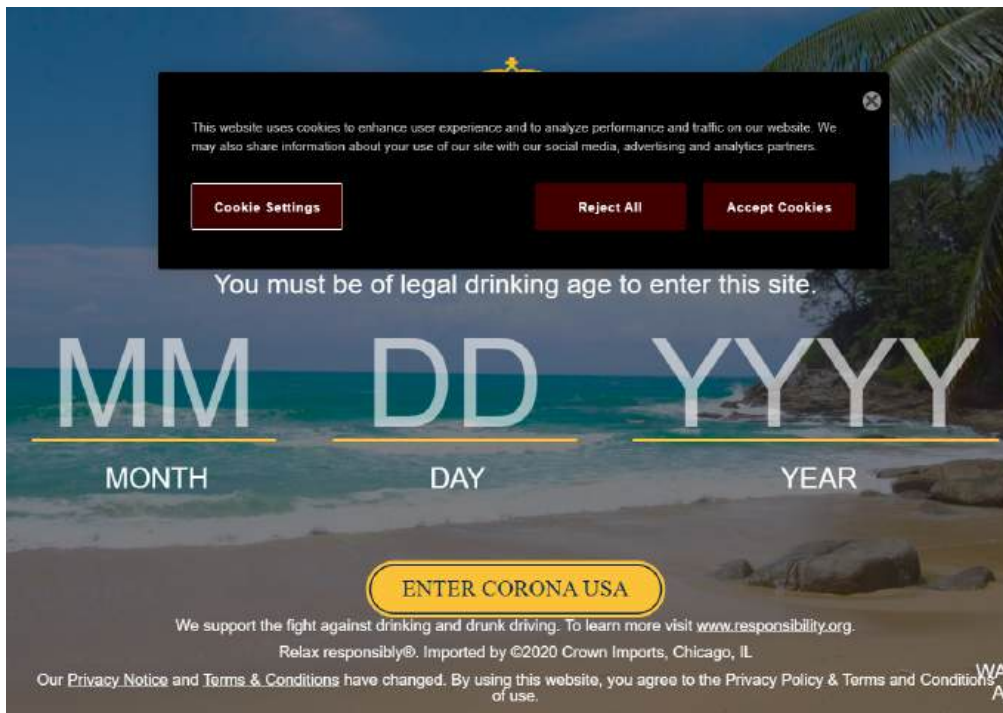 This website uses cookies to enhance user experience and to analyze performance and traffic on our website. We
may also share information about your use of our site with our social media, advertising and analytics partners.
Cookie Settings
Reject All
Accept Cookies
You must be of legal drinking age to enter this site.
MM DD YYYY
MONTH DAY YEAR
ENTER CORONA USA
We support the fight against drinking and drunk driving. To learn more visit www.responsibility.org.
Relax responsibly®. Imported by ©2020 Crown Imports, Chicago, IL
Our Privacy Notice and Terms & Conditions have changed. By using this website, you agree to the Privacy Policy & Terms and Conditions
of use.